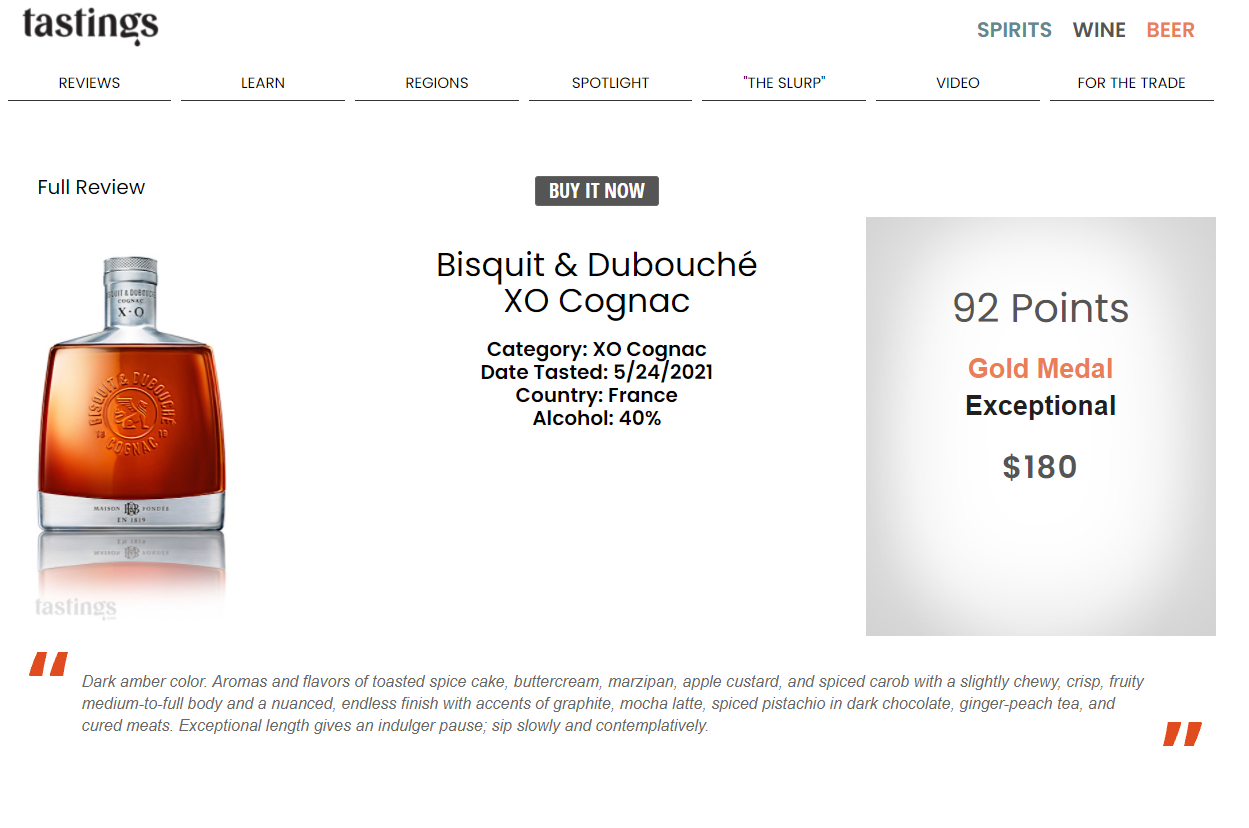 tastings
SPIRITS WINE BEER
REVIEWS LEARN REGIONS SPOTLIGHT "THE SLURP" VIDEO FOR THE TRADE
Full Review
BUY IT NOW
Bisquit & Dubouché
XO Cognac
Category: XO Cognac
Date Tasted: 5/24/2021
Country: France
Alcohol: 40%
BISQUIT & DUBOUCHÉ
COGNAC
X·O
BISQUIT & DUBOUCHÉ
18 19
COGNAC
MAISON FONDÉE
EN 1819
tastings
92 Points
Gold Medal
Exceptional
$180
" Dark amber color. Aromas and flavors of toasted spice cake, buttercream, marzipan, apple custard, and spiced carob with a slightly chewy, crisp, fruity
medium-to-full body and a nuanced, endless finish with accents of graphite, mocha latte, spiced pistachio in dark chocolate, ginger-peach tea, and
cured meats. Exceptional length gives an indulger pause; sip slowly and contemplatively. "